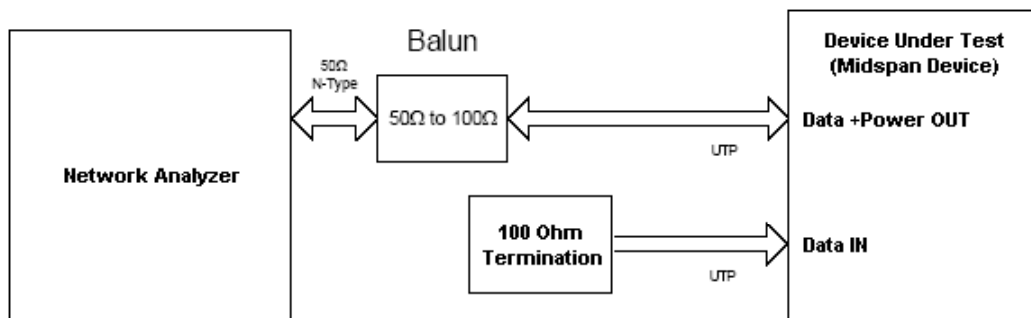 Network Analyzer
50Ω
N-Type
Balun
50Ω to 100Ω
UTP
100 Ohm
Termination
UTP
Device Under Test
(Midspan Device)
Data +Power OUT
Data IN